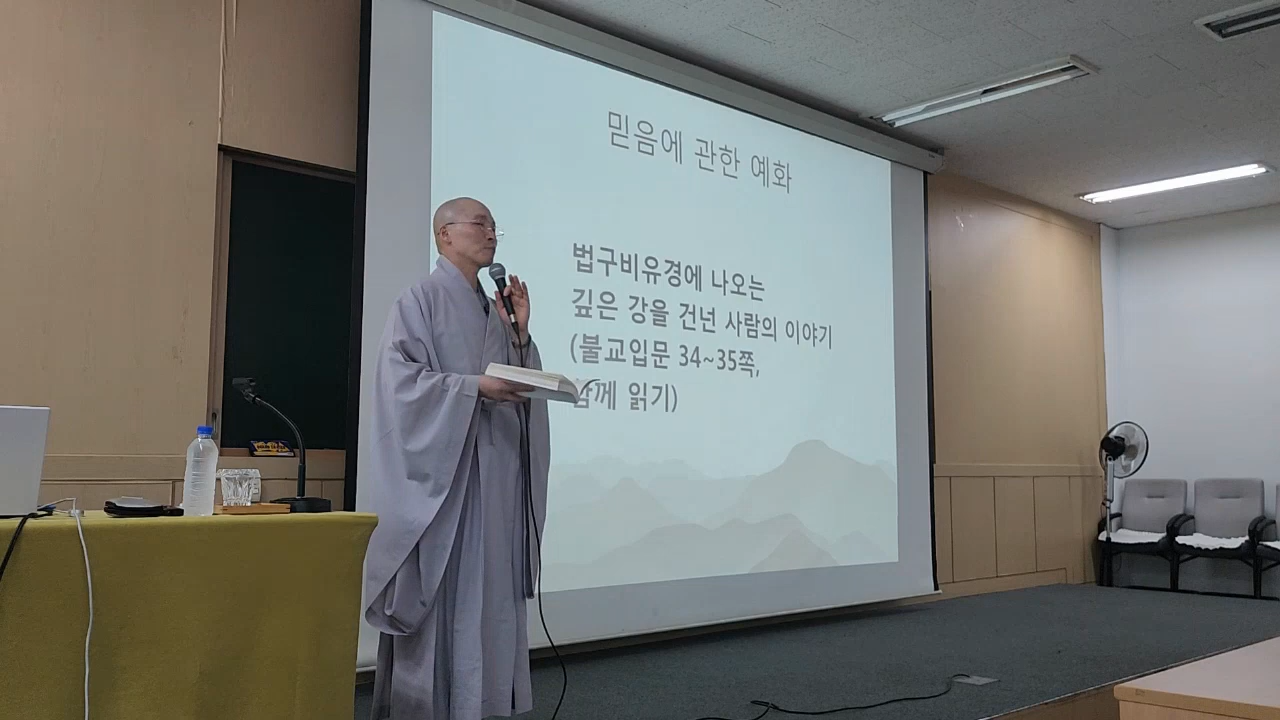 믿음에 관한 예화
법구비유경에 나오는
깊은 강을 건넌 사람의 이야기
(불교입문 34~35쪽,
함께 읽기)